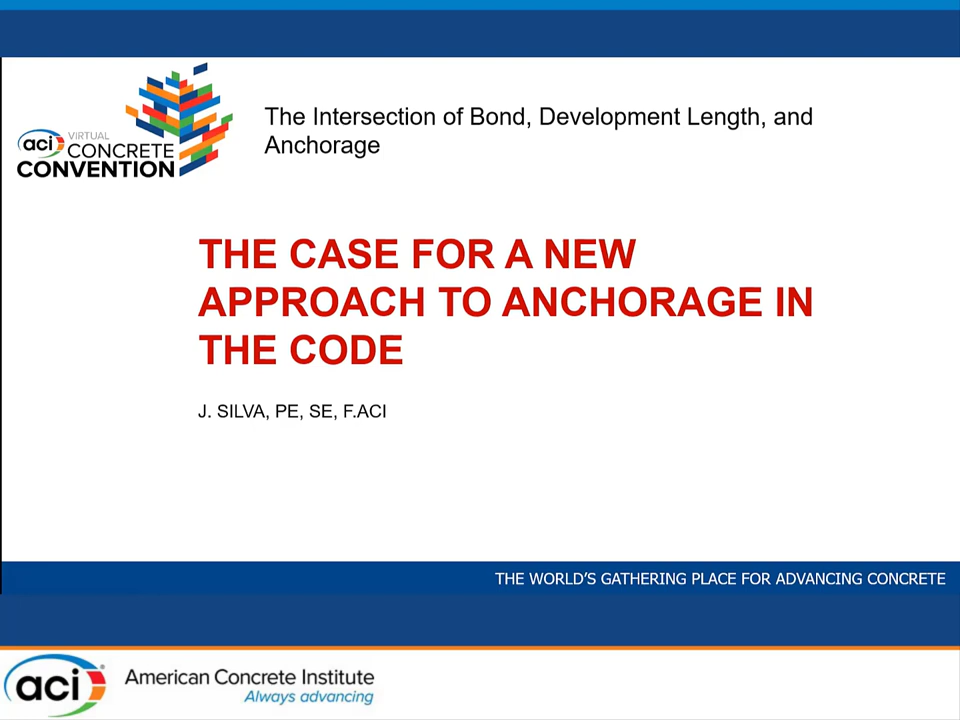 The Intersection of Bond, Development Length, and
Anchorage
aci VIRTUAL
CONCRETE
CONVENTION
THE CASE FOR A NEW
APPROACH TO ANCHORAGE IN
THE CODE
J. SILVA, PE, SE, F.ACI
THE WORLD'S GATHERING PLACE FOR ADVANCING CONCRETE
aci American Concrete Institute
Always advancing